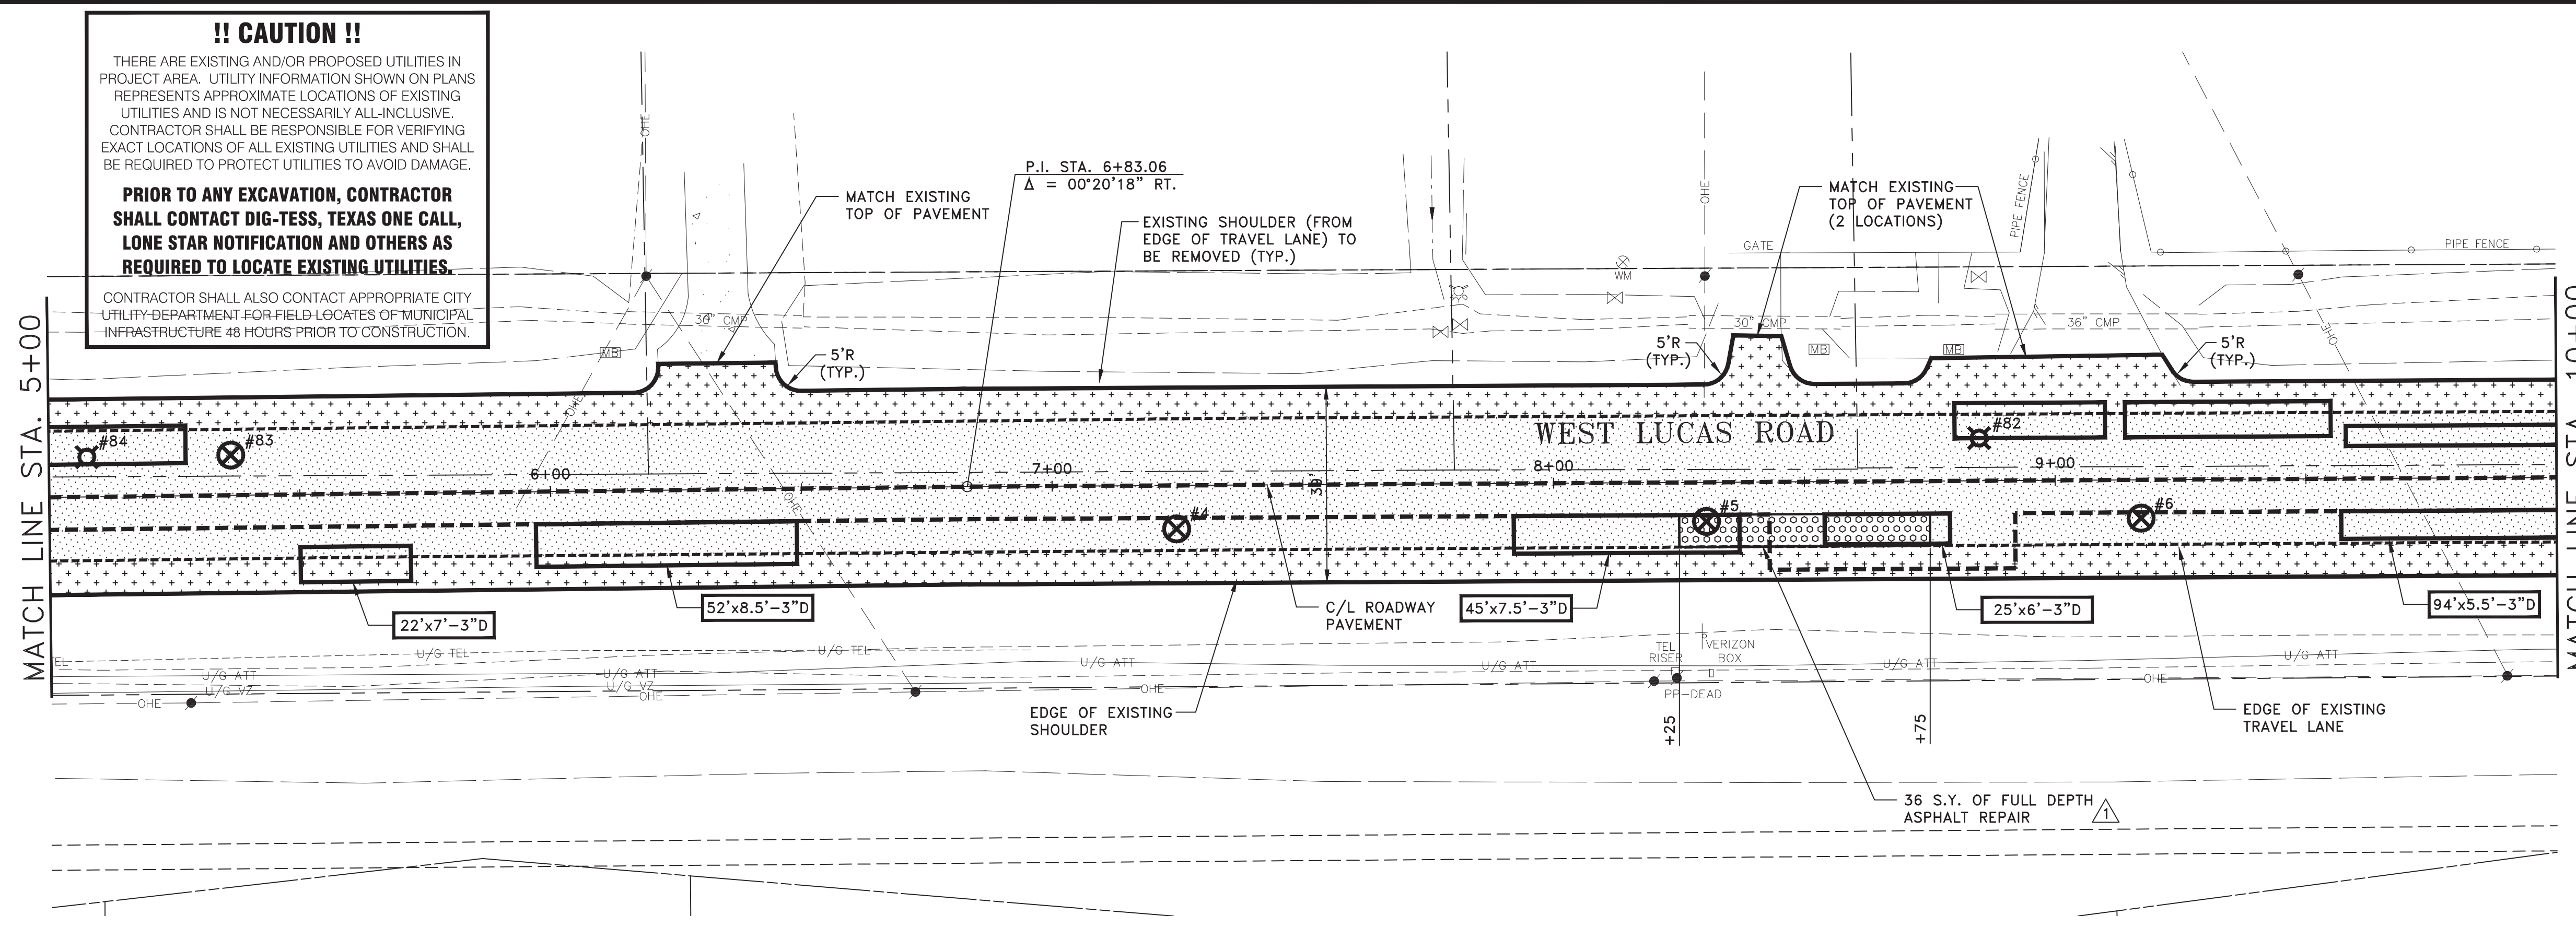 !! CAUTION !!
THERE ARE EXISTING AND/OR PROPOSED UTILITIES IN
PROJECT AREA. UTILITY INFORMATION SHOWN ON PLANS
REPRESENTS APPROXIMATE LOCATIONS OF EXISTING
UTILITIES AND IS NOT NECESSARILY ALL-INCLUSIVE.
CONTRACTOR SHALL BE RESPONSIBLE FOR VERIFYING
EXACT LOCATIONS OF ALL EXISTING UTILITIES AND SHALL
BE REQUIRED TO PROTECT UTILITIES TO AVOID DAMAGE.
PRIOR TO ANY EXCAVATION, CONTRACTOR
SHALL CONTACT DIG-TESS, TEXAS ONE CALL,
LONE STAR NOTIFICATION AND OTHERS AS
REQUIRED TO LOCATE EXISTING UTILITIES.
CONTRACTOR SHALL ALSO CONTACT APPROPRIATE CITY
UTILITY DEPARTMENT FOR FIELD LOCATES OF MUNICIPAL
INFRASTRUCTURE 48 HOURS PRIOR TO CONSTRUCTION.
MATCH LINE STA. 5+00
OHE
MATCH EXISTING
TOP OF PAVEMENT
P.I. STA. 6+83.06
Δ = 00°20'18" RT.
EXISTING SHOULDER (FROM
EDGE OF TRAVEL LANE) TO
BE REMOVED (TYP.)
OHE
MATCH EXISTING
TOP OF PAVEMENT
(2 LOCATIONS)
PIPE FENCE
GATE
PIPE FENCE
WM
30" CMP
30" CMP
36" CMP
OHE
MB
MB
MB
5'R
(TYP.)
5'R
(TYP.)
5'R
(TYP.)
OHE
#84
#83
WEST LUCAS ROAD
#82
6+00
7+00
8+00
9+00
39'
OHE
#4
#5
#6
22'x7'-3"D
52'x8.5'-3"D
C/L ROADWAY
PAVEMENT
45'x7.5'-3"D
25'x6'-3"D
94'x5.5'-3"D
TEL
U/G TEL
U/G TEL
U/G ATT
U/G ATT
U/G ATT
U/G ATT
U/G ATT
U/G ATT
U/G VZ
U/G VZ
OHE
OHE
OHE
OHE
TEL
RISER
VERIZON
BOX
PP-DEAD
EDGE OF EXISTING
SHOULDER
+25
+75
EDGE OF EXISTING
TRAVEL LANE
36 S.Y. OF FULL DEPTH
ASPHALT REPAIR
1
MATCH LINE STA. 10+00